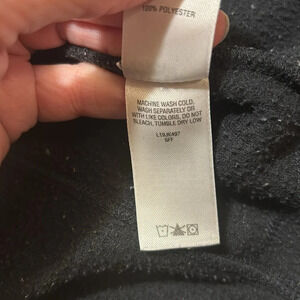 100% POLYESTER
MACHINE WASH COLD,
WASH SEPARATELY OR
WITH LIKE COLORS, DO NOT
BLEACH, TUMBLE DRY LOW
SFF